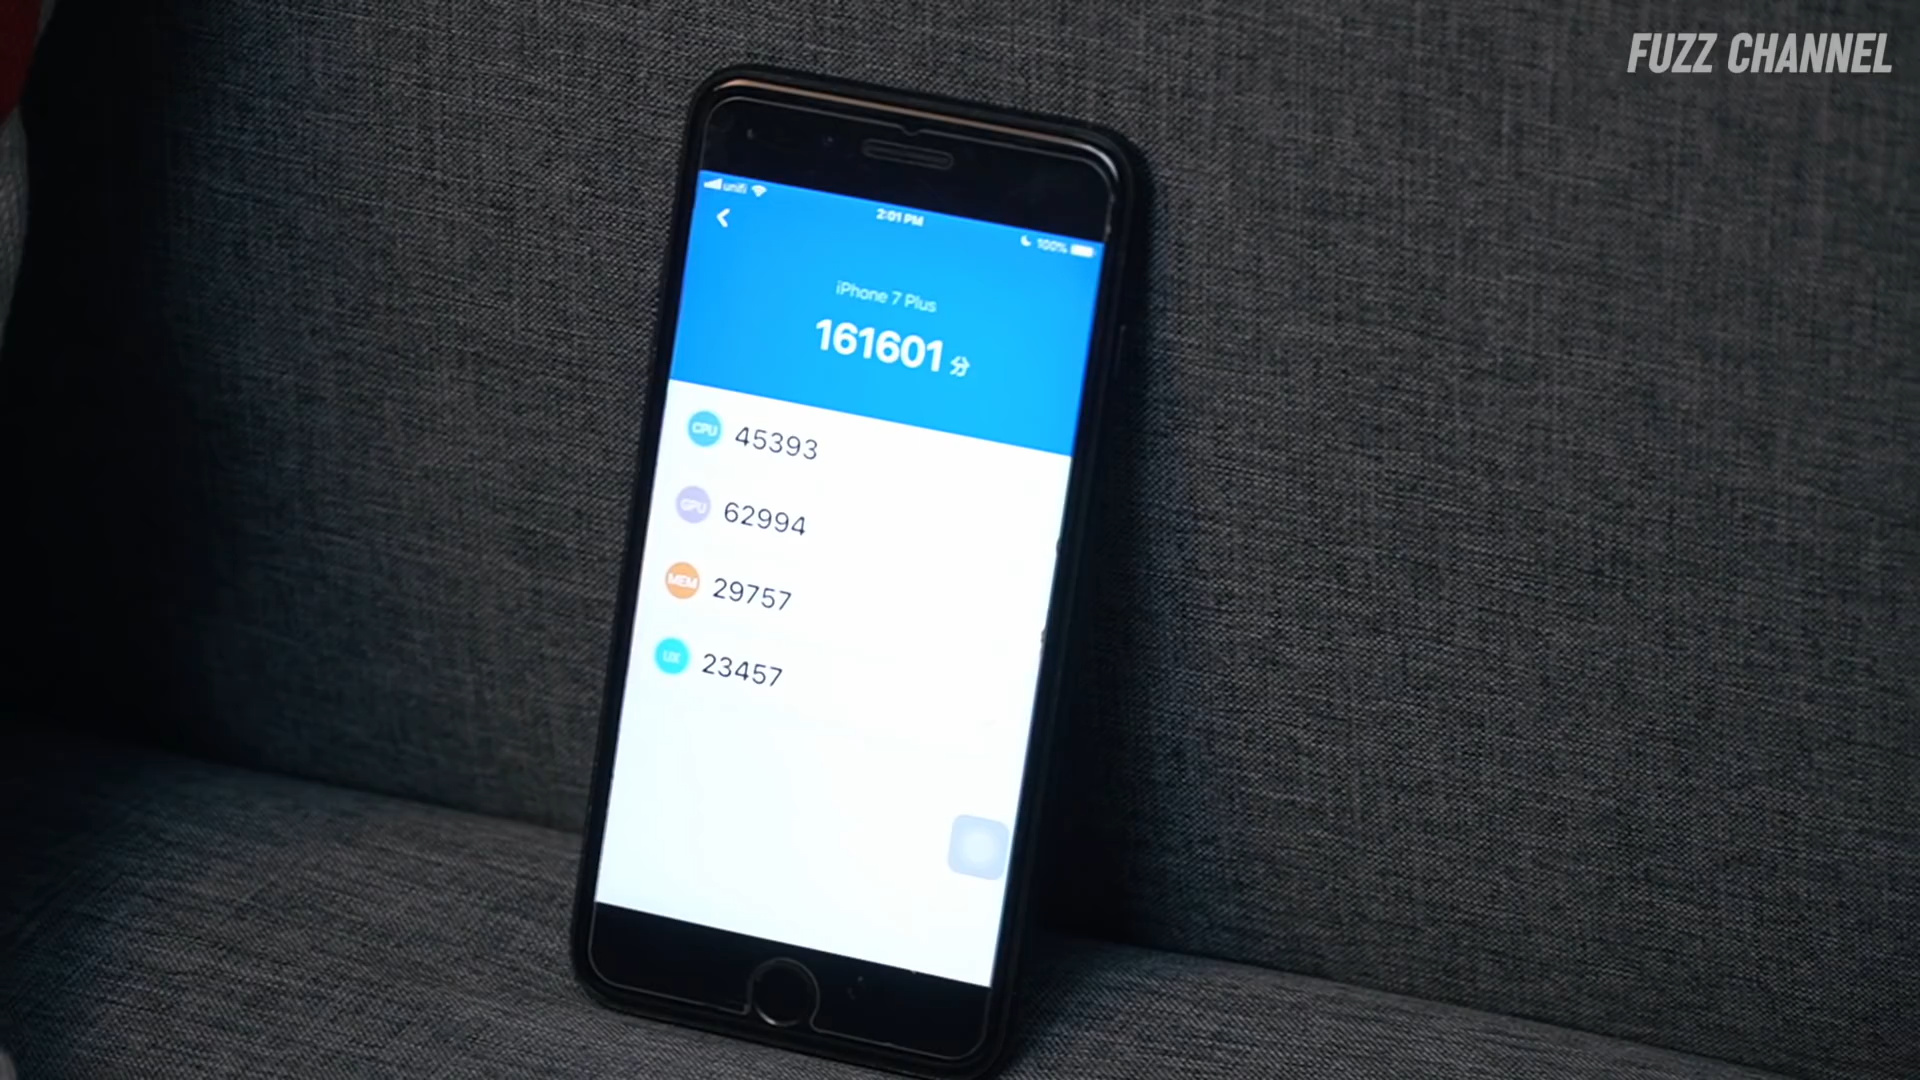 FUZZ CHANNEL
unifi
2:01 PM
100%
iPhone 7 Plus
161601 分
CPU 45393
GPU 62994
MEM 29757
UX 23457